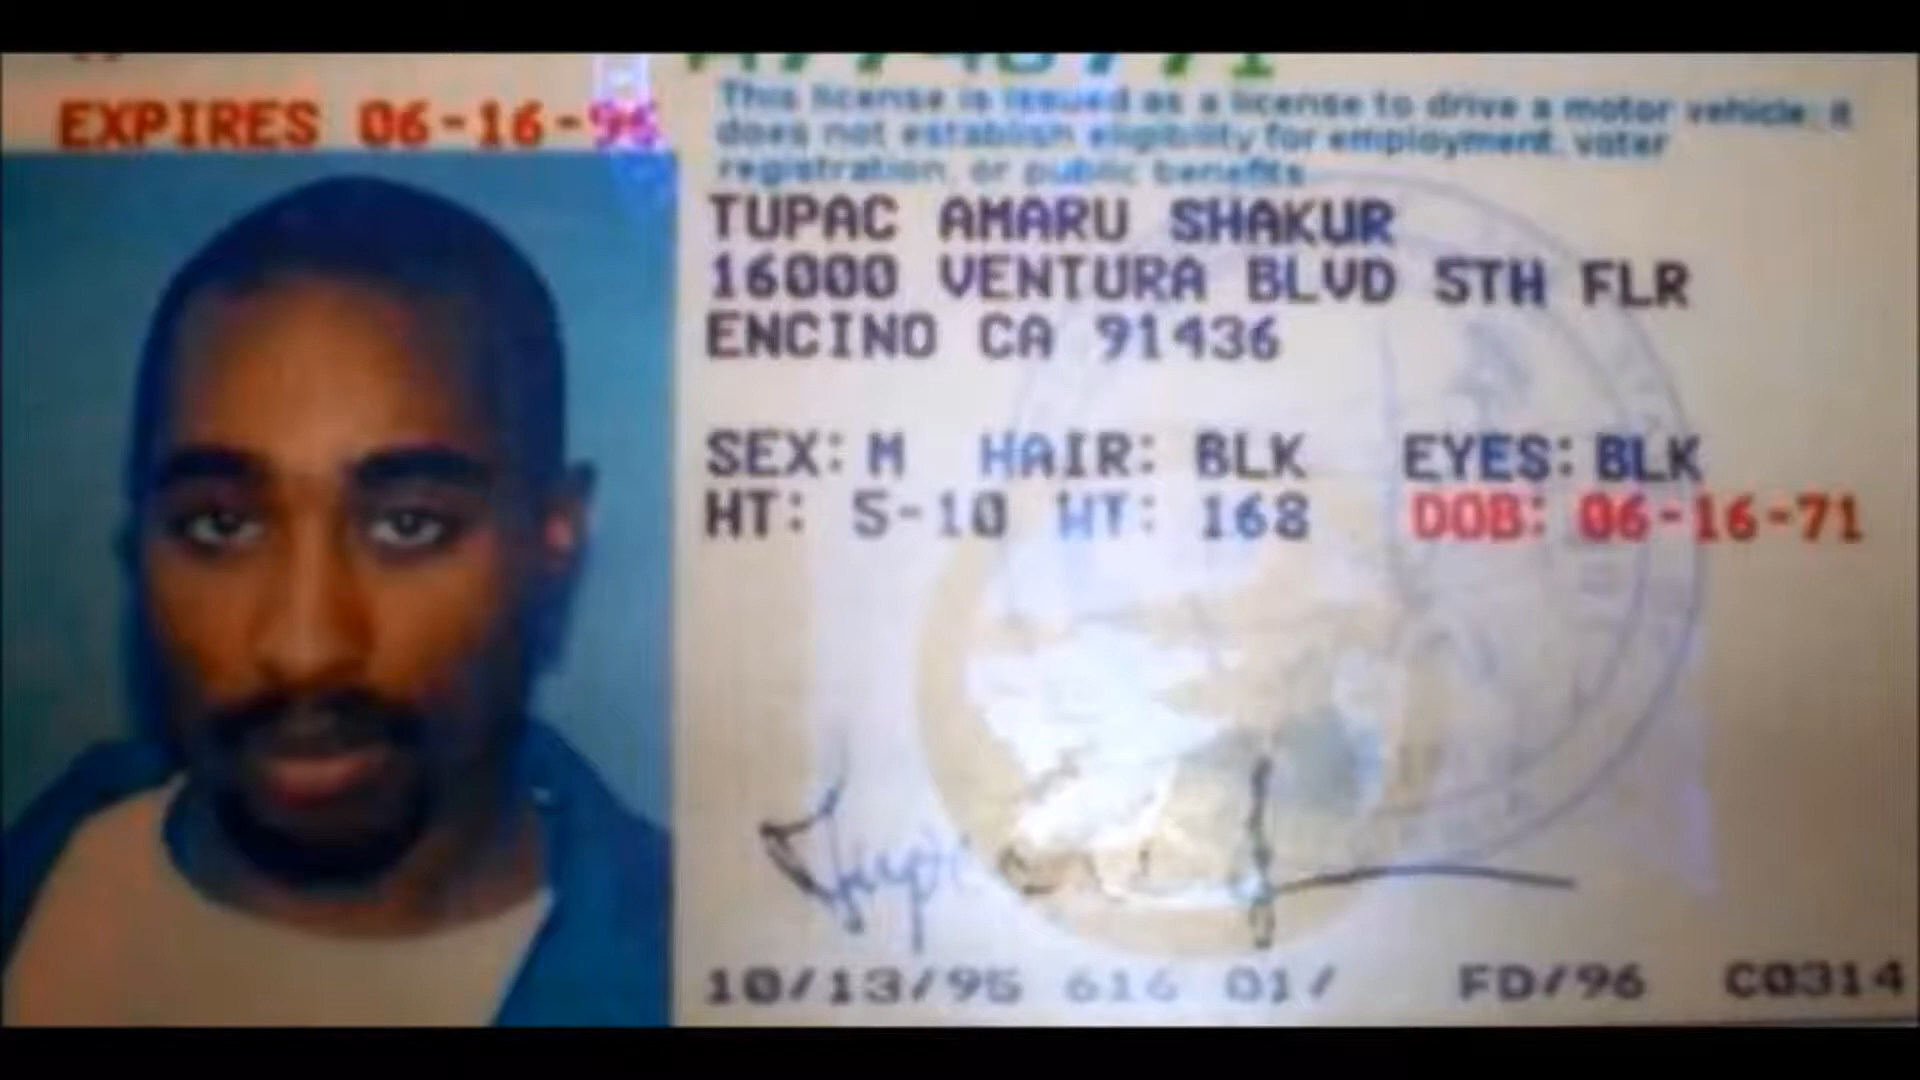 EXPIRES 06-16-96
This license is issued as a license to drive a motor vehicle; it
does not establish eligibility for employment, voter
registration, or public benefits.
TUPAC AMARU SHAKUR
16000 VENTURA BLVD 5TH FLR
ENCINO CA 91436
SEX: M HAIR: BLK EYES: BLK
HT: 5-10 WT: 168 DOB: 06-16-71
10/13/95 616 01/ FD/96 C0314